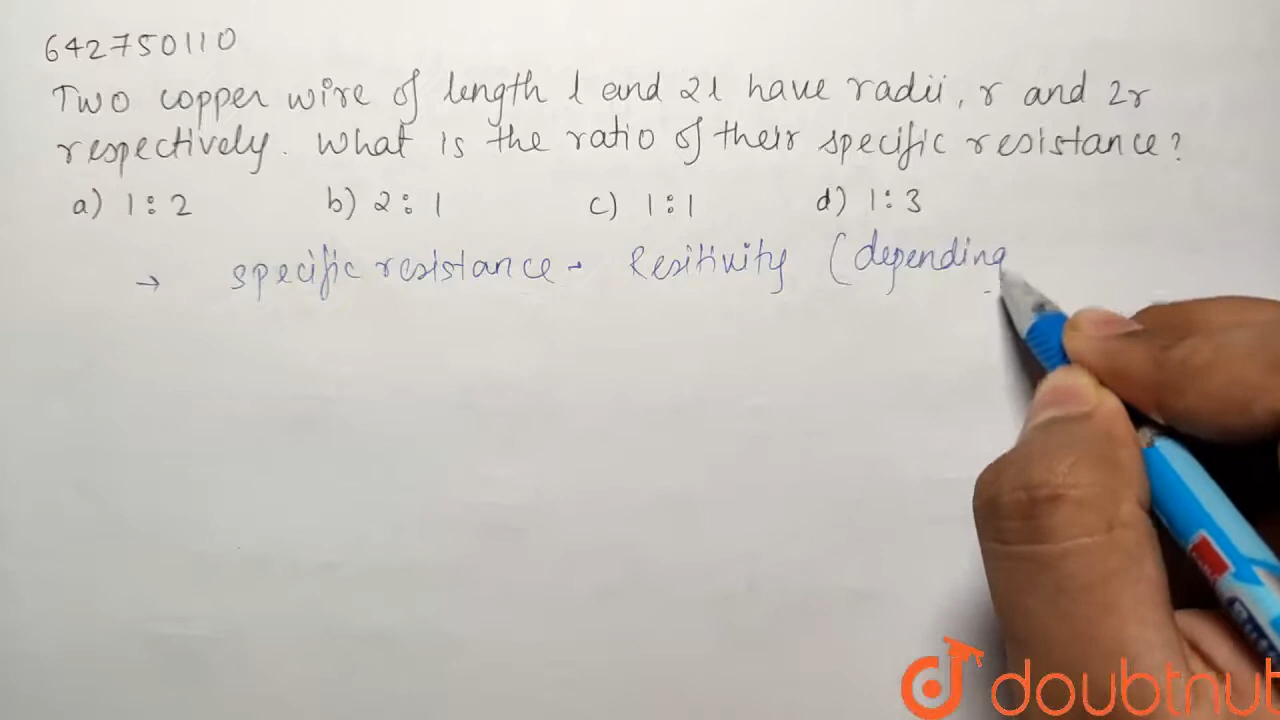 642750110
Two copper wire of length l and 2l have radii, r and 2r
respectively. What is the ratio of their specific resistance?
a) 1:2 b) 2:1 c) 1:1 d) 1:3
→ specific resistance - Resitivity (depending
doubtnut